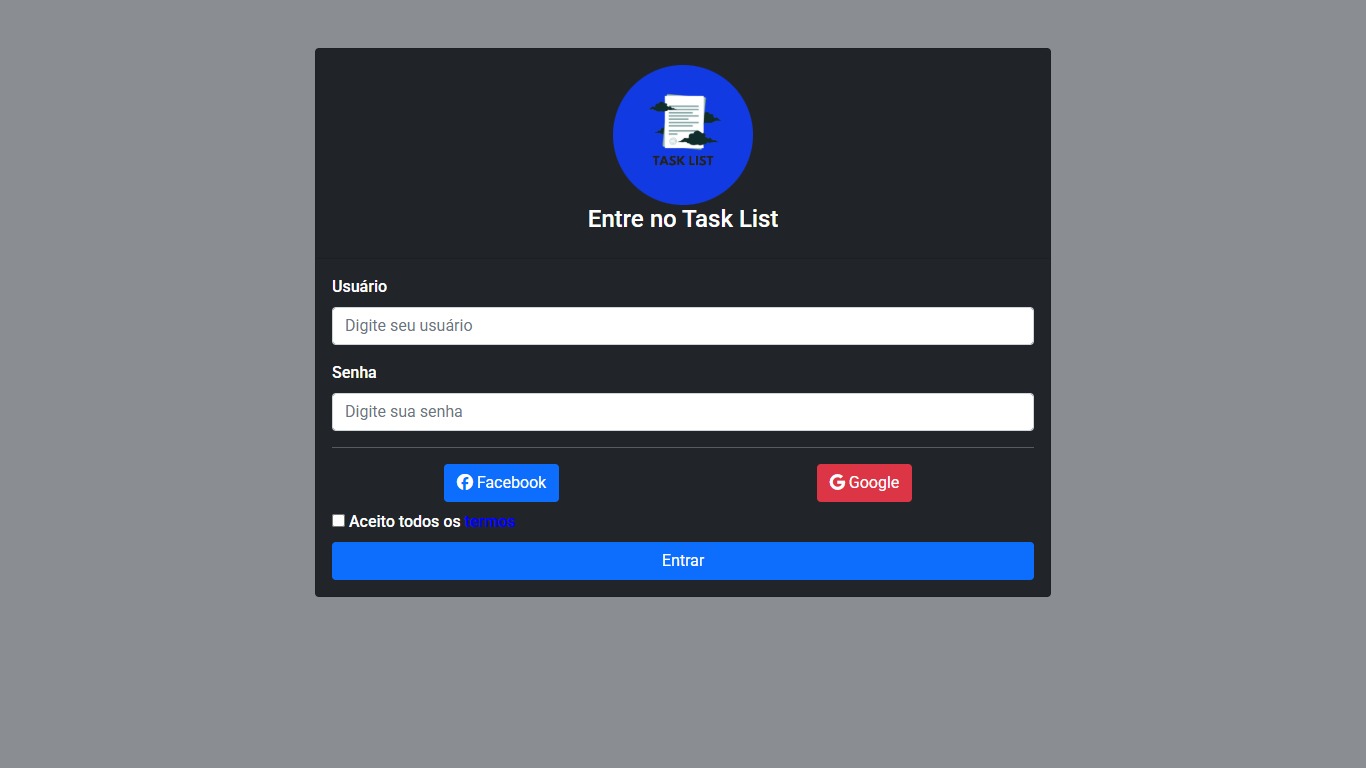 TASK LIST
Entre no Task List
Usuário
Digite seu usuário
Senha
Digite sua senha
Facebook
Google
Aceito todos os termos
Entrar